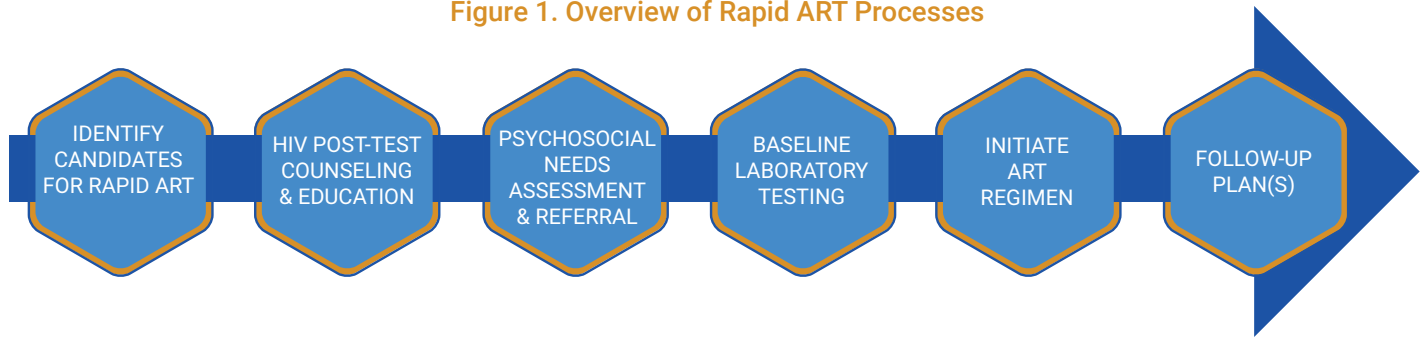 Figure 1. Overview of Rapid ART Processes
IDENTIFY
CANDIDATES
FOR RAPID ART
HIV POST-TEST
COUNSELING
& EDUCATION
PSYCHOSOCIAL
NEEDS
ASSESSMENT
& REFERRAL
BASELINE
LABORATORY
TESTING
INITIATE
ART
REGIMEN
FOLLOW-UP
PLAN(S)